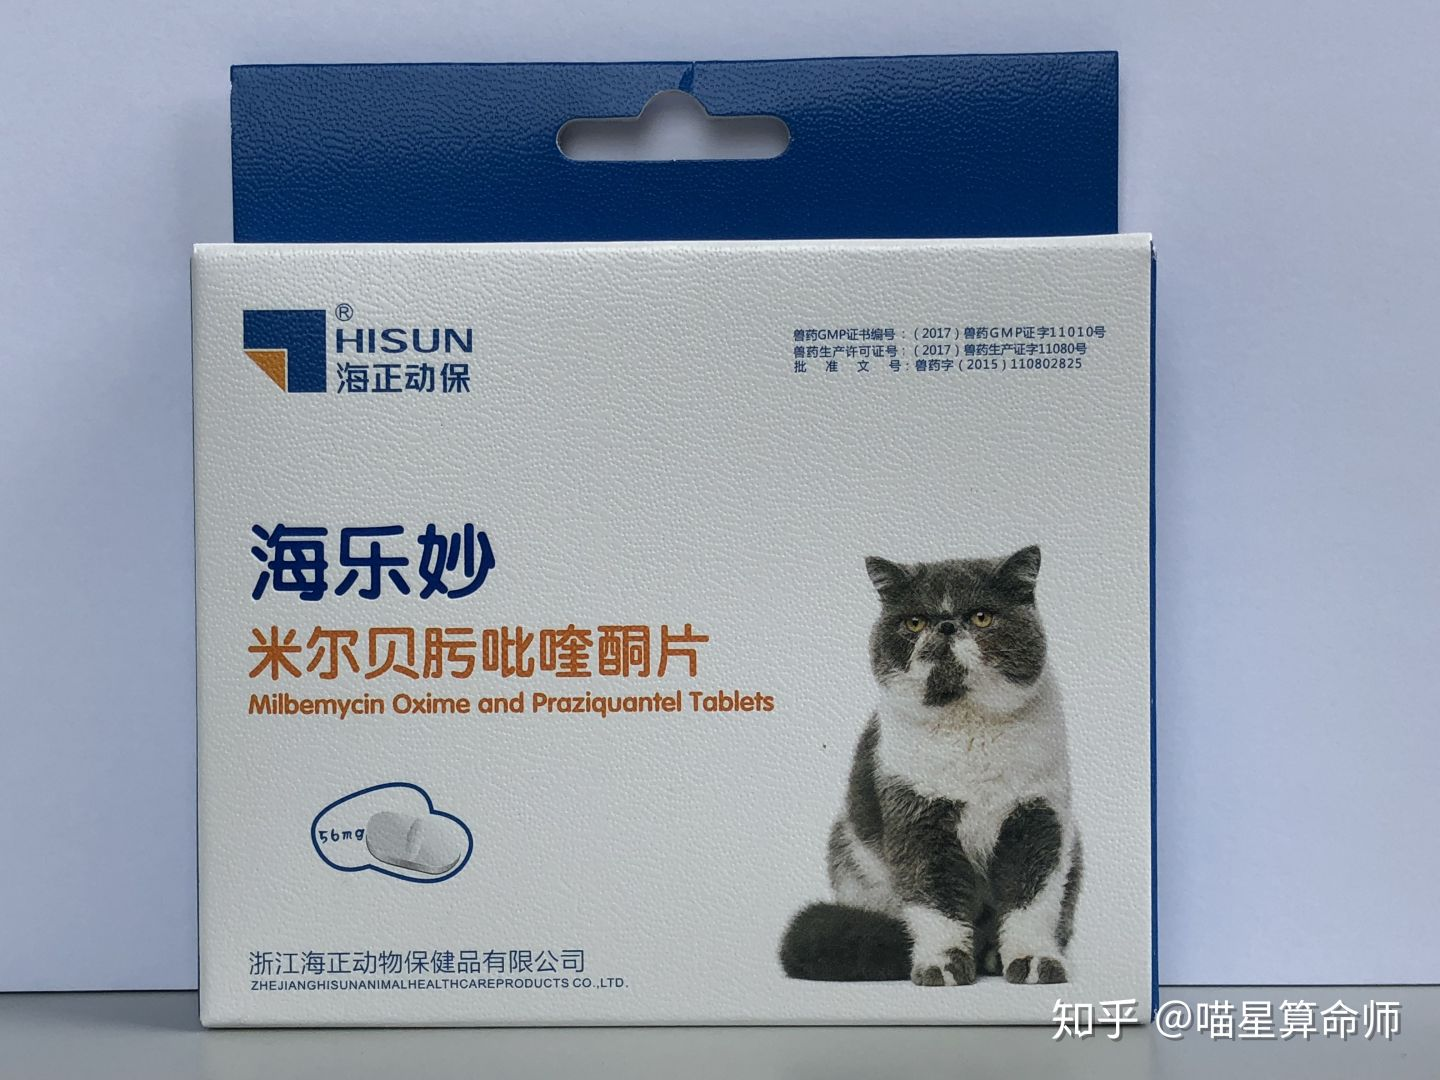 ®
HISUN
海正动保
兽药GMP证书编号：（2017）兽药GMP证字11010号
兽药生产许可证号：（2017）兽药生产证字11080号
批准文号：兽药字（2015）110802825
海乐妙
米尔贝肟吡喹酮片
Milbemycin Oxime and Praziquantel Tablets
56mg
浙江海正动物保健品有限公司
ZHEJIANGHISUNANIMALHEALTHCAREPRODUCTS CO.,LTD.
知乎 @喵星算命师